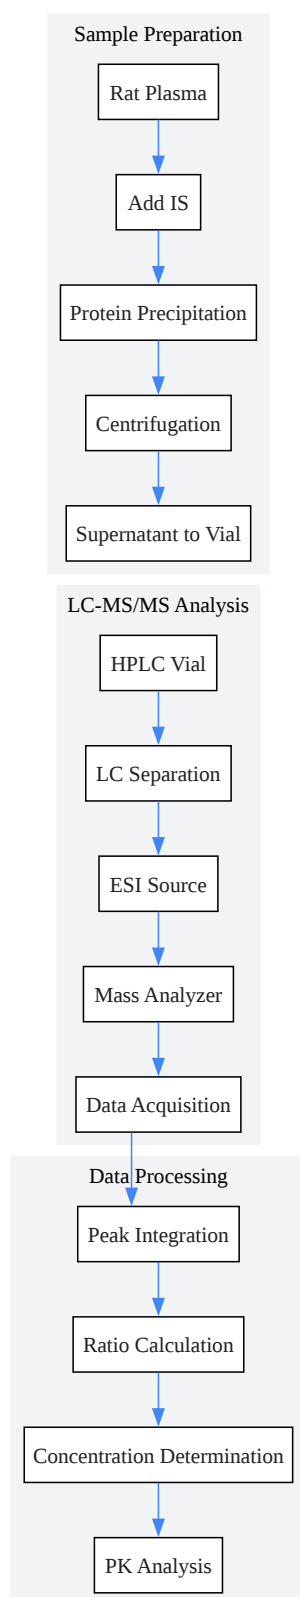 Sample Preparation
Rat Plasma
Add IS
Protein Precipitation
Centrifugation
Supernatant to Vial
LC-MS/MS Analysis
HPLC Vial
LC Separation
ESI Source
Mass Analyzer
Data Acquisition
Data Processing
Peak Integration
Ratio Calculation
Concentration Determination
PK Analysis